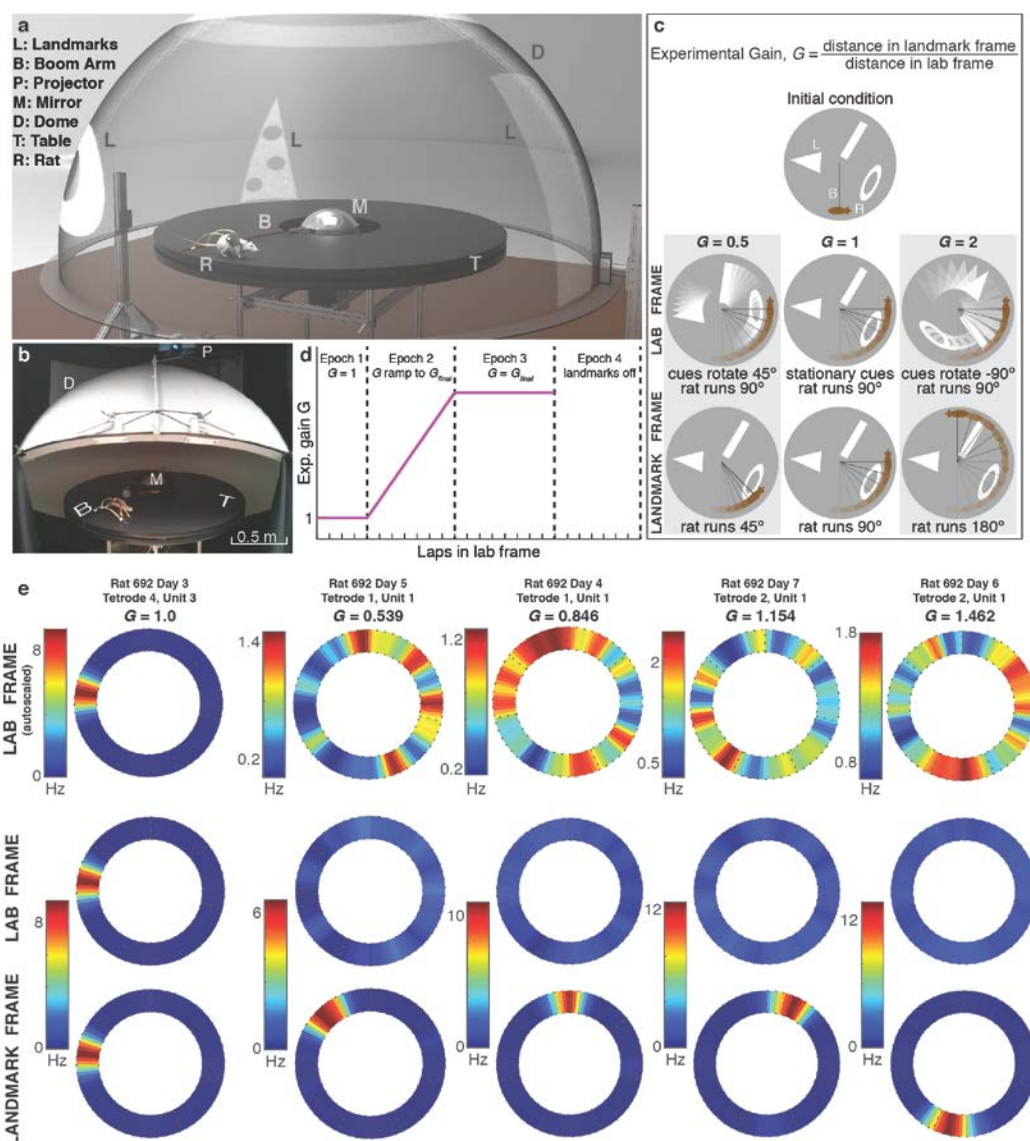 a
L: Landmarks
B: Boom Arm
P: Projector
M: Mirror
D: Dome
T: Table
R: Rat
D
L
L
L
M
B
R
T
b
P
D
M
B
T
0.5 m
c
Experimental Gain, G = distance in landmark frame
distance in lab frame
Initial condition
L
B
R
G = 0.5 G = 1 G = 2
LAB FRAME
cues rotate 45° stationary cues cues rotate -90°
rat runs 90° rat runs 90° rat runs 90°
LANDMARK FRAME
rat runs 45° rat runs 90° rat runs 180°
d
Epoch 1 Epoch 2 Epoch 3 Epoch 4
G = 1 G ramp to Gfinal G = Gfinal landmarks off
Exp. gain G
1
Laps in lab frame
e
Rat 692 Day 3 Rat 692 Day 5 Rat 692 Day 4 Rat 692 Day 7 Rat 692 Day 6
Tetrode 4, Unit 3 Tetrode 1, Unit 1 Tetrode 1, Unit 1 Tetrode 2, Unit 1 Tetrode 2, Unit 1
G = 1.0 G = 0.539 G = 0.846 G = 1.154 G = 1.462
LAB FRAME
(autoscaled)
8 1.4 1.2 2 1.8
0 0.2 0.2 0.5 0.8
Hz Hz Hz Hz Hz
LAB FRAME
LANDMARK FRAME
8 6 10 12 12
0 0 0 0 0
Hz Hz Hz Hz Hz